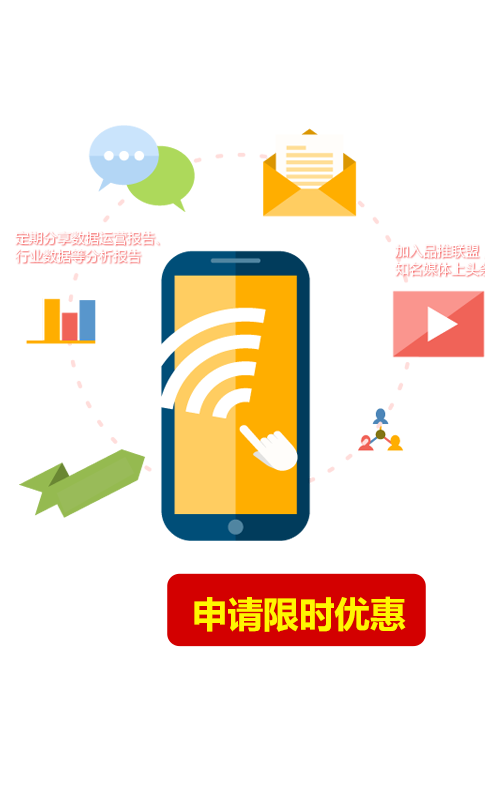 定期分享数据运营报告、
行业数据等分析报告
加入品推联盟
知名媒体上头条
申请限时优惠